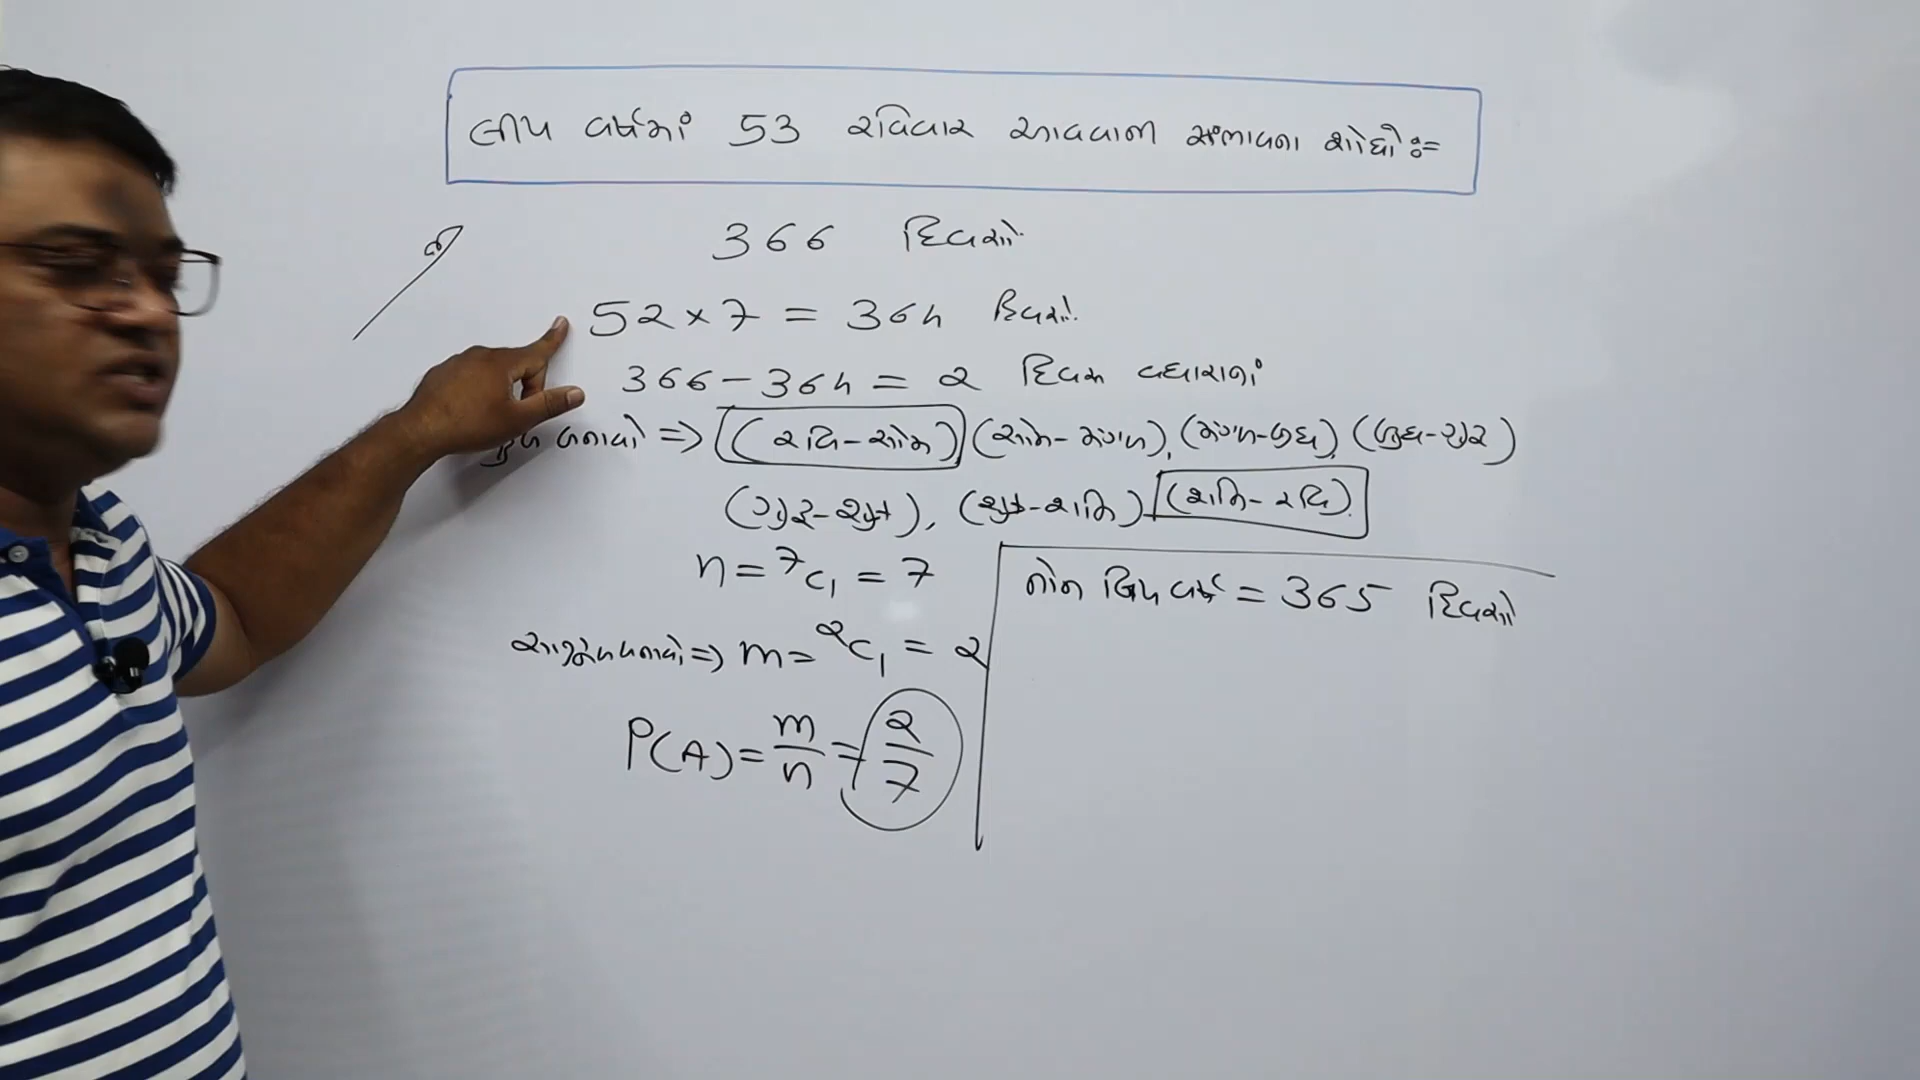 લીપ વર્ષમાં 53 રવિવાર આવવાની સંભાવના શોધો :=
જ
366 દિવસો
52 × 7 = 364 દિવસો.
366 - 364 = 2 દિવસ વધારાનાં
બનાવો => (રવિ-સોમ) (સોમ-મંગળ), (મંગળ-બુધ), (બુધ-ગુરૂ)
(ગુરૂ-શુક્ર), (શુક્ર-શનિ) (શનિ-રવિ).
n = ⁷C₁ = 7
નોન લિપ વર્ષ = 365 દિવસો
=> m = ²C₁ = 2
P(A) = m/n = 2/7